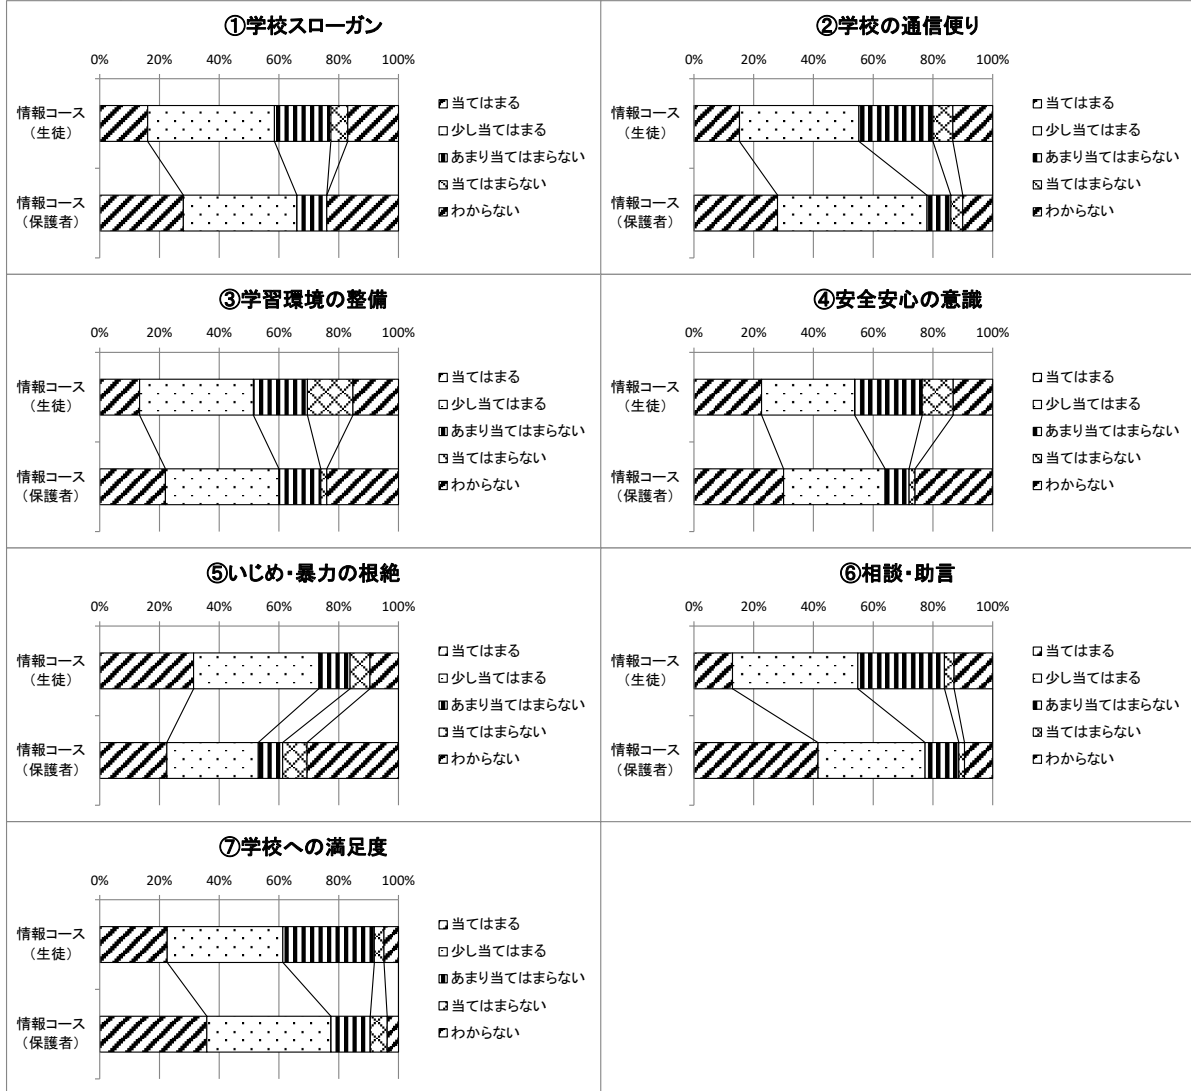 ①学校スローガン
0% 20% 40% 60% 80% 100%
情報コース
（生徒）
情報コース
（保護者）
当てはまる
少し当てはまる
あまり当てはまらない
当てはまらない
わからない
②学校の通信便り
0% 20% 40% 60% 80% 100%
情報コース
（生徒）
情報コース
（保護者）
当てはまる
少し当てはまる
あまり当てはまらない
当てはまらない
わからない
③学習環境の整備
0% 20% 40% 60% 80% 100%
情報コース
（生徒）
情報コース
（保護者）
当てはまる
少し当てはまる
あまり当てはまらない
当てはまらない
わからない
④安全安心の意識
0% 20% 40% 60% 80% 100%
情報コース
（生徒）
情報コース
（保護者）
当てはまる
少し当てはまる
あまり当てはまらない
当てはまらない
わからない
⑤いじめ・暴力の根絶
0% 20% 40% 60% 80% 100%
情報コース
（生徒）
情報コース
（保護者）
当てはまる
少し当てはまる
あまり当てはまらない
当てはまらない
わからない
⑥相談・助言
0% 20% 40% 60% 80% 100%
情報コース
（生徒）
情報コース
（保護者）
当てはまる
少し当てはまる
あまり当てはまらない
当てはまらない
わからない
⑦学校への満足度
0% 20% 40% 60% 80% 100%
情報コース
（生徒）
情報コース
（保護者）
当てはまる
少し当てはまる
あまり当てはまらない
当てはまらない
わからない